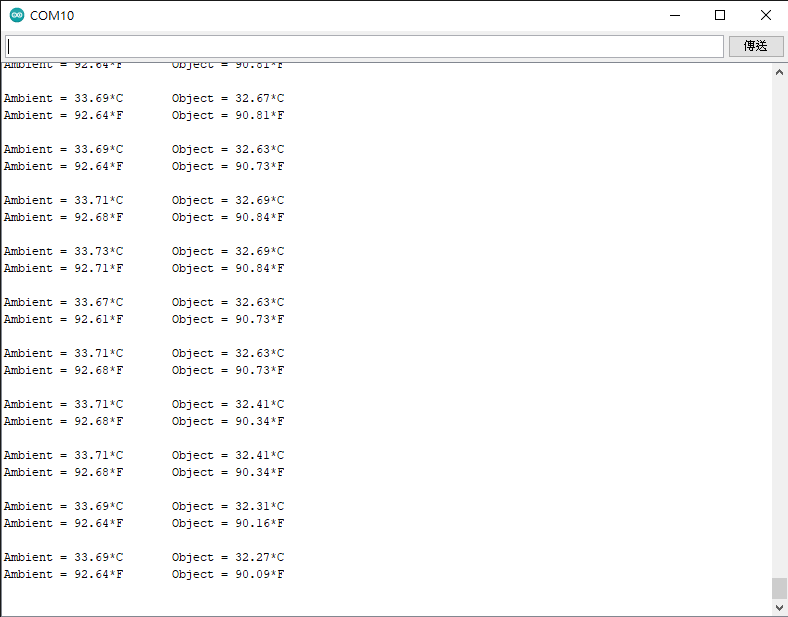 COM10
傳送
Ambient = 92.64*F Object = 90.81*F
Ambient = 33.69*C Object = 32.67*C
Ambient = 92.64*F Object = 90.81*F
Ambient = 33.69*C Object = 32.63*C
Ambient = 92.64*F Object = 90.73*F
Ambient = 33.71*C Object = 32.69*C
Ambient = 92.68*F Object = 90.84*F
Ambient = 33.73*C Object = 32.69*C
Ambient = 92.71*F Object = 90.84*F
Ambient = 33.67*C Object = 32.63*C
Ambient = 92.61*F Object = 90.73*F
Ambient = 33.71*C Object = 32.63*C
Ambient = 92.68*F Object = 90.73*F
Ambient = 33.71*C Object = 32.41*C
Ambient = 92.68*F Object = 90.34*F
Ambient = 33.71*C Object = 32.41*C
Ambient = 92.68*F Object = 90.34*F
Ambient = 33.69*C Object = 32.31*C
Ambient = 92.64*F Object = 90.16*F
Ambient = 33.69*C Object = 32.27*C
Ambient = 92.64*F Object = 90.09*F